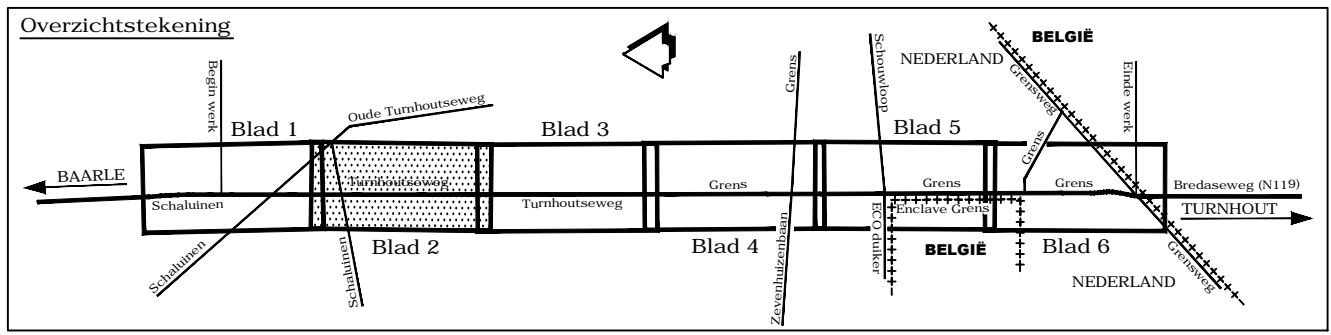 Overzichtstekening
BELGIË
NEDERLAND
Begin werk
Grens
Schouwloop
Grensweg
Einde werk
Oude Turnhoutseweg
Blad 1
Blad 3
Blad 5
Grens
BAARLE
Turnhoutseweg
Grens
Grens
Grens
Bredaseweg (N119)
Schaluinen
Turnhoutseweg
Enclave Grens
TURNHOUT
Schaluinen
Schaluinen
Blad 2
Blad 4
Zevenhuizenbaan
ECO duiker
BELGIË
Blad 6
Grensweg
NEDERLAND